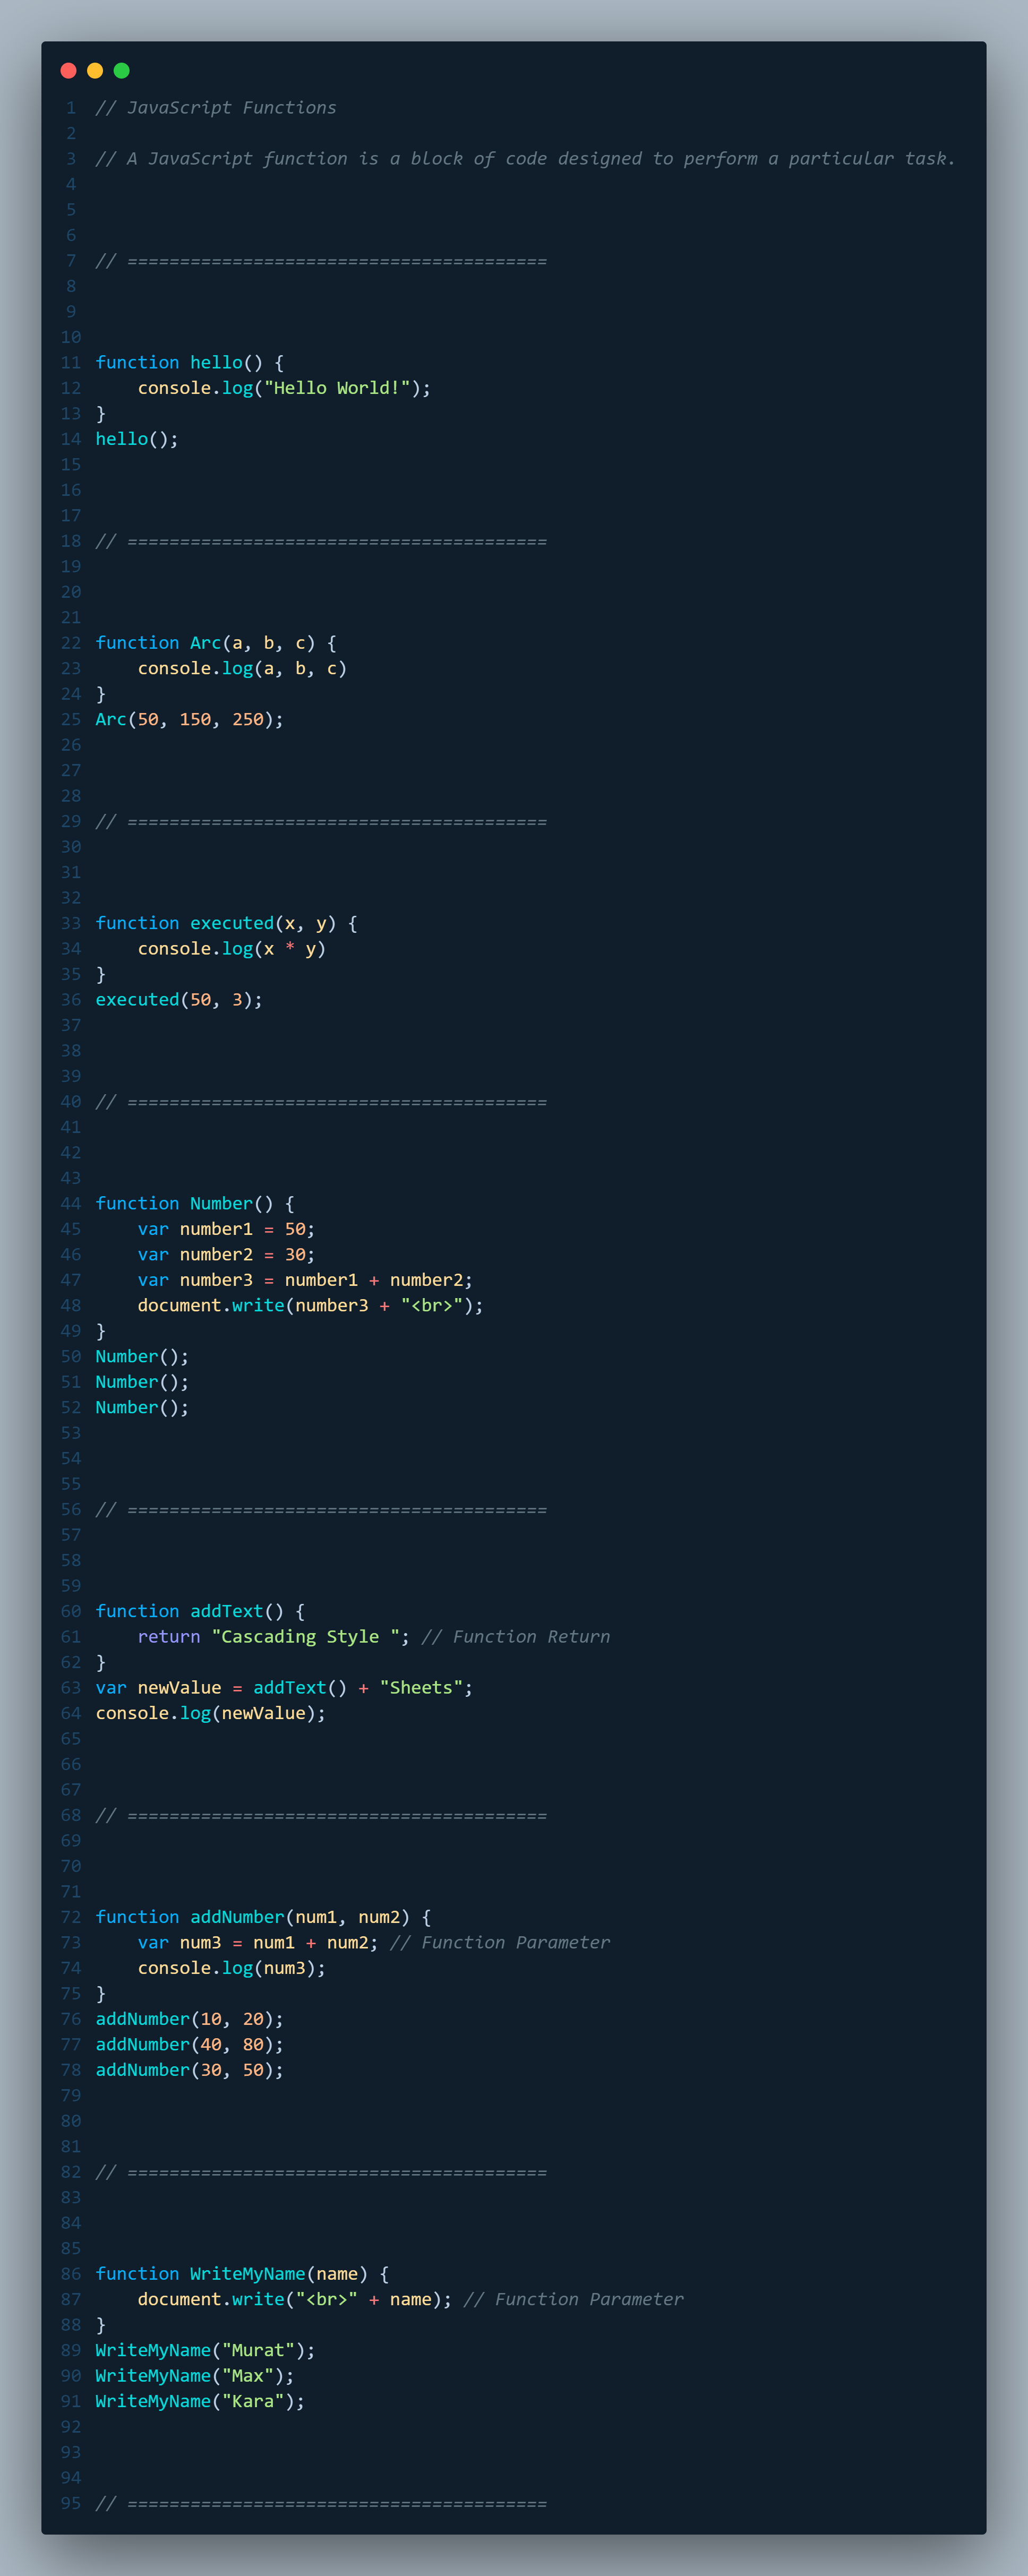 1 // JavaScript Functions
2
3 // A JavaScript function is a block of code designed to perform a particular task.
4
5
6
7 // ========================================
8
9
10
11 function hello() {
12     console.log("Hello World!");
13 }
14 hello();
15
16
17
18 // ========================================
19
20
21
22 function Arc(a, b, c) {
23     console.log(a, b, c)
24 }
25 Arc(50, 150, 250);
26
27
28
29 // ========================================
30
31
32
33 function executed(x, y) {
34     console.log(x * y)
35 }
36 executed(50, 3);
37
38
39
40 // ========================================
41
42
43
44 function Number() {
45     var number1 = 50;
46     var number2 = 30;
47     var number3 = number1 + number2;
48     document.write(number3 + "<br>");
49 }
50 Number();
51 Number();
52 Number();
53
54
55
56 // ========================================
57
58
59
60 function addText() {
61     return "Cascading Style "; // Function Return
62 }
63 var newValue = addText() + "Sheets";
64 console.log(newValue);
65
66
67
68 // ========================================
69
70
71
72 function addNumber(num1, num2) {
73     var num3 = num1 + num2; // Function Parameter
74     console.log(num3);
75 }
76 addNumber(10, 20);
77 addNumber(40, 80);
78 addNumber(30, 50);
79
80
81
82 // ========================================
83
84
85
86 function WriteMyName(name) {
87     document.write("<br>" + name); // Function Parameter
88 }
89 WriteMyName("Murat");
90 WriteMyName("Max");
91 WriteMyName("Kara");
92
93
94
95 // ========================================